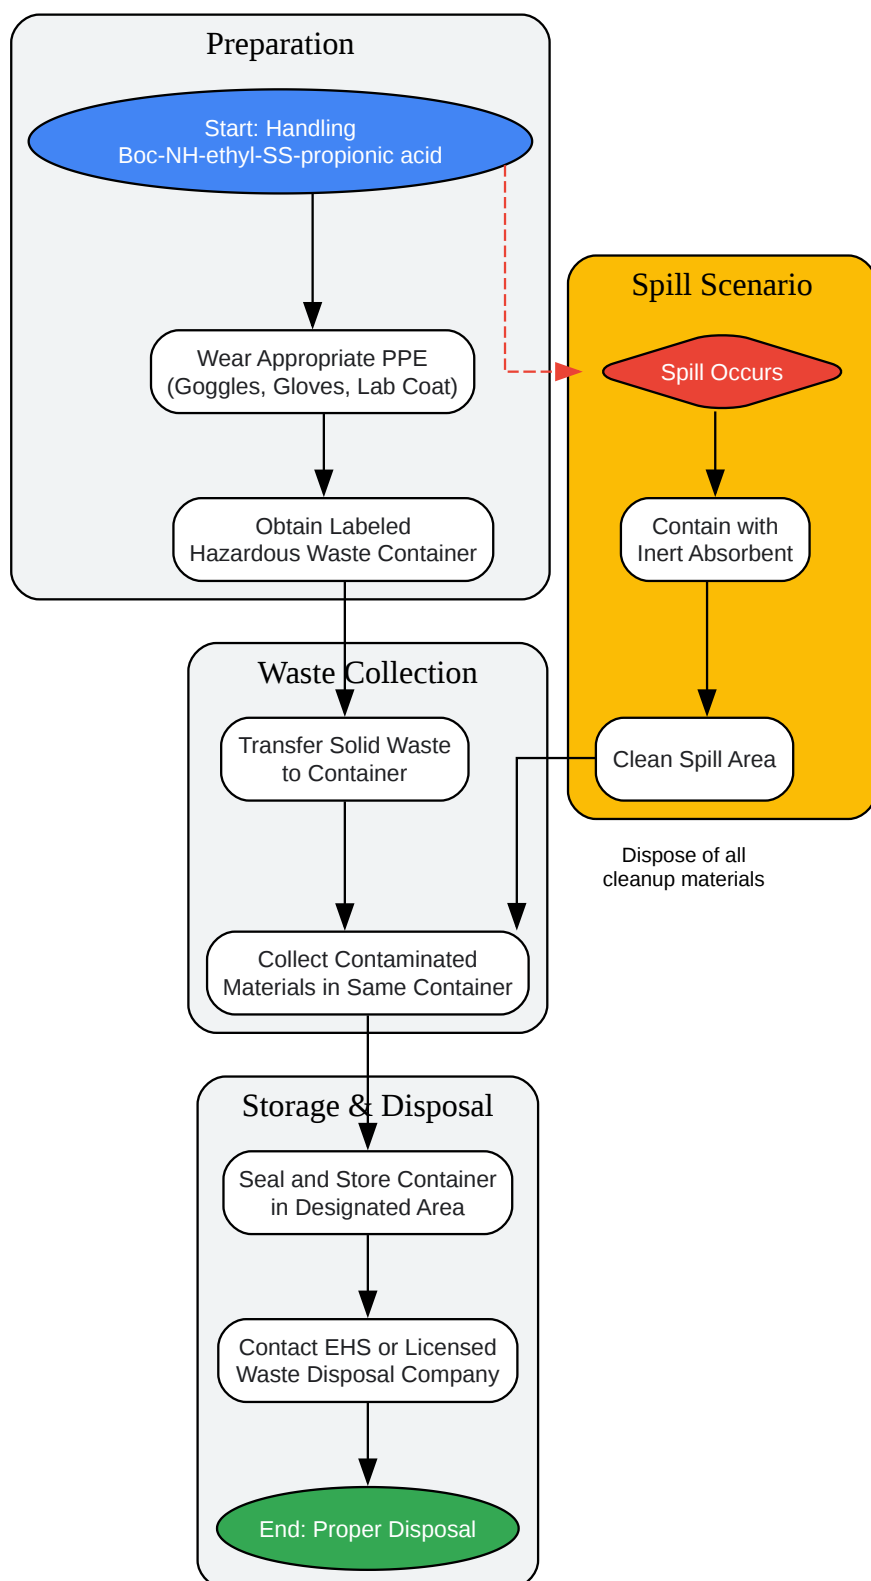 Preparation
Start: Handling
Boc-NH-ethyl-SS-propionic acid
Wear Appropriate PPE
(Goggles, Gloves, Lab Coat)
Obtain Labeled
Hazardous Waste Container
Spill Scenario
Spill Occurs
Contain with
Inert Absorbent
Clean Spill Area
Dispose of all
cleanup materials
Waste Collection
Transfer Solid Waste
to Container
Collect Contaminated
Materials in Same Container
Storage & Disposal
Seal and Store Container
in Designated Area
Contact EHS or Licensed
Waste Disposal Company
End: Proper Disposal